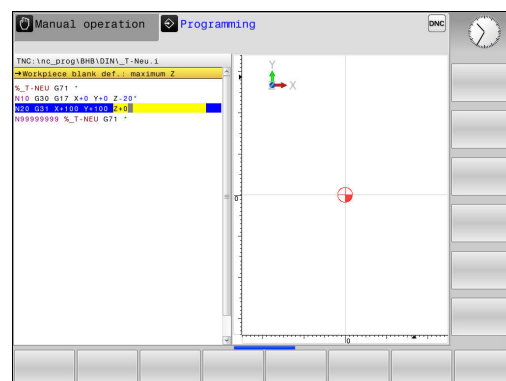 Manual operation
Programming
DNC
TNC:\nc_prog\BHB\DIN\_T-Neu.i
→Workpiece blank def.: maximum Z
%_T-NEU G71 *
N10 G30 G17 X+0 Y+0 Z-20*
N20 G31 X+100 Y+100 Z+0
N99999999 %_T-NEU G71 *
Y
X
0
0